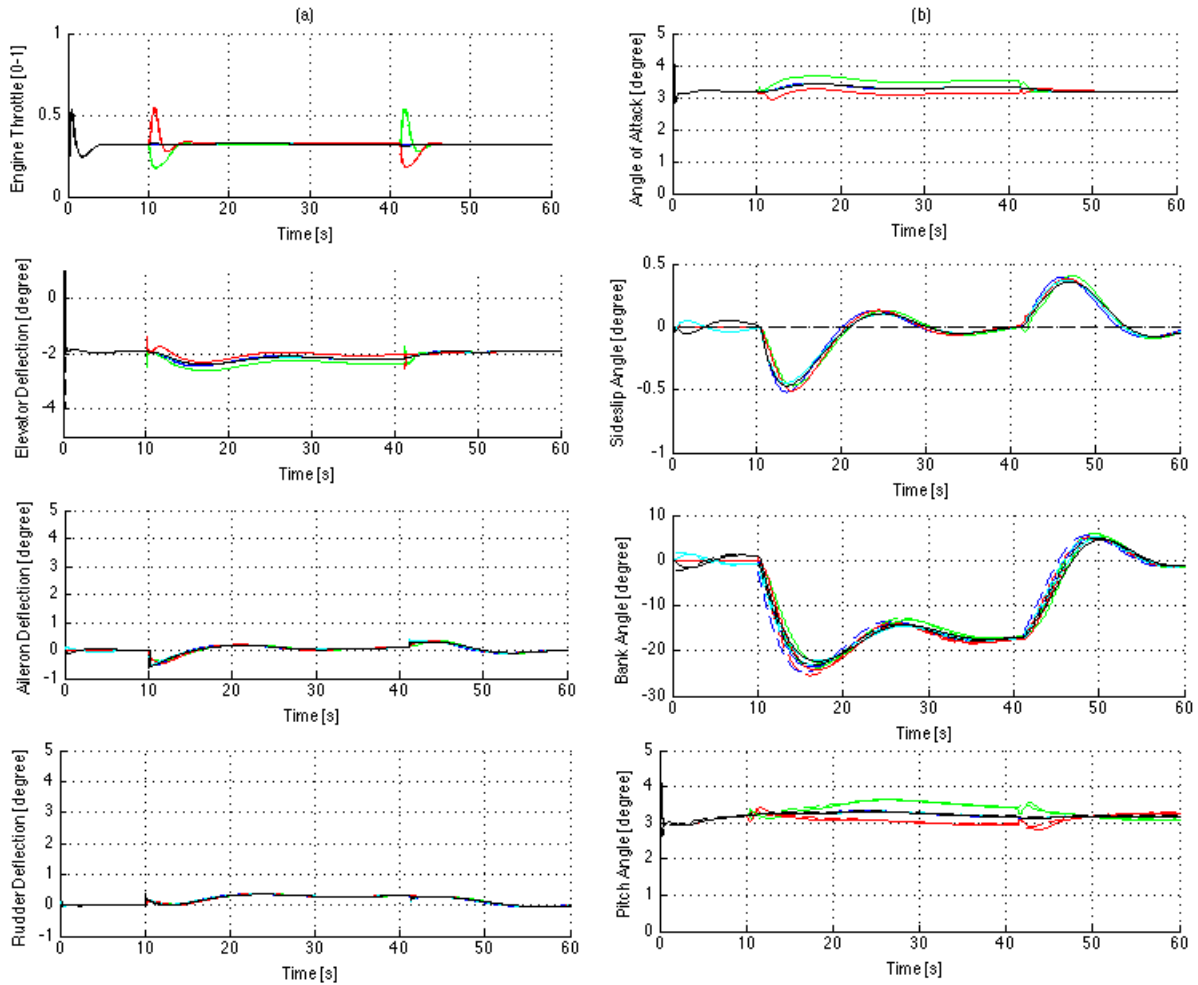 (a)
Engine Throttle [0-1]
1
0.5
0
0 10 20 30 40 50 60
Time [s]
Elevator Deflection [degree]
0
-2
-4
0 10 20 30 40 50 60
Time [s]
Aileron Deflection [degree]
5
4
3
2
1
0
-1
0 10 20 30 40 50 60
Time [s]
Rudder Deflection [degree]
5
4
3
2
1
0
-1
0 10 20 30 40 50 60
Time [s]
(b)
Angle of Attack [degree]
5
4
3
2
1
0
0 10 20 30 40 50 60
Time [s]
Sideslip Angle [degree]
0.5
0
-0.5
-1
0 10 20 30 40 50 60
Time [s]
Bank Angle [degree]
10
0
-10
-20
-30
0 10 20 30 40 50 60
Time [s]
Pitch Angle [degree]
5
4
3
2
1
0
0 10 20 30 40 50 60
Time [s]